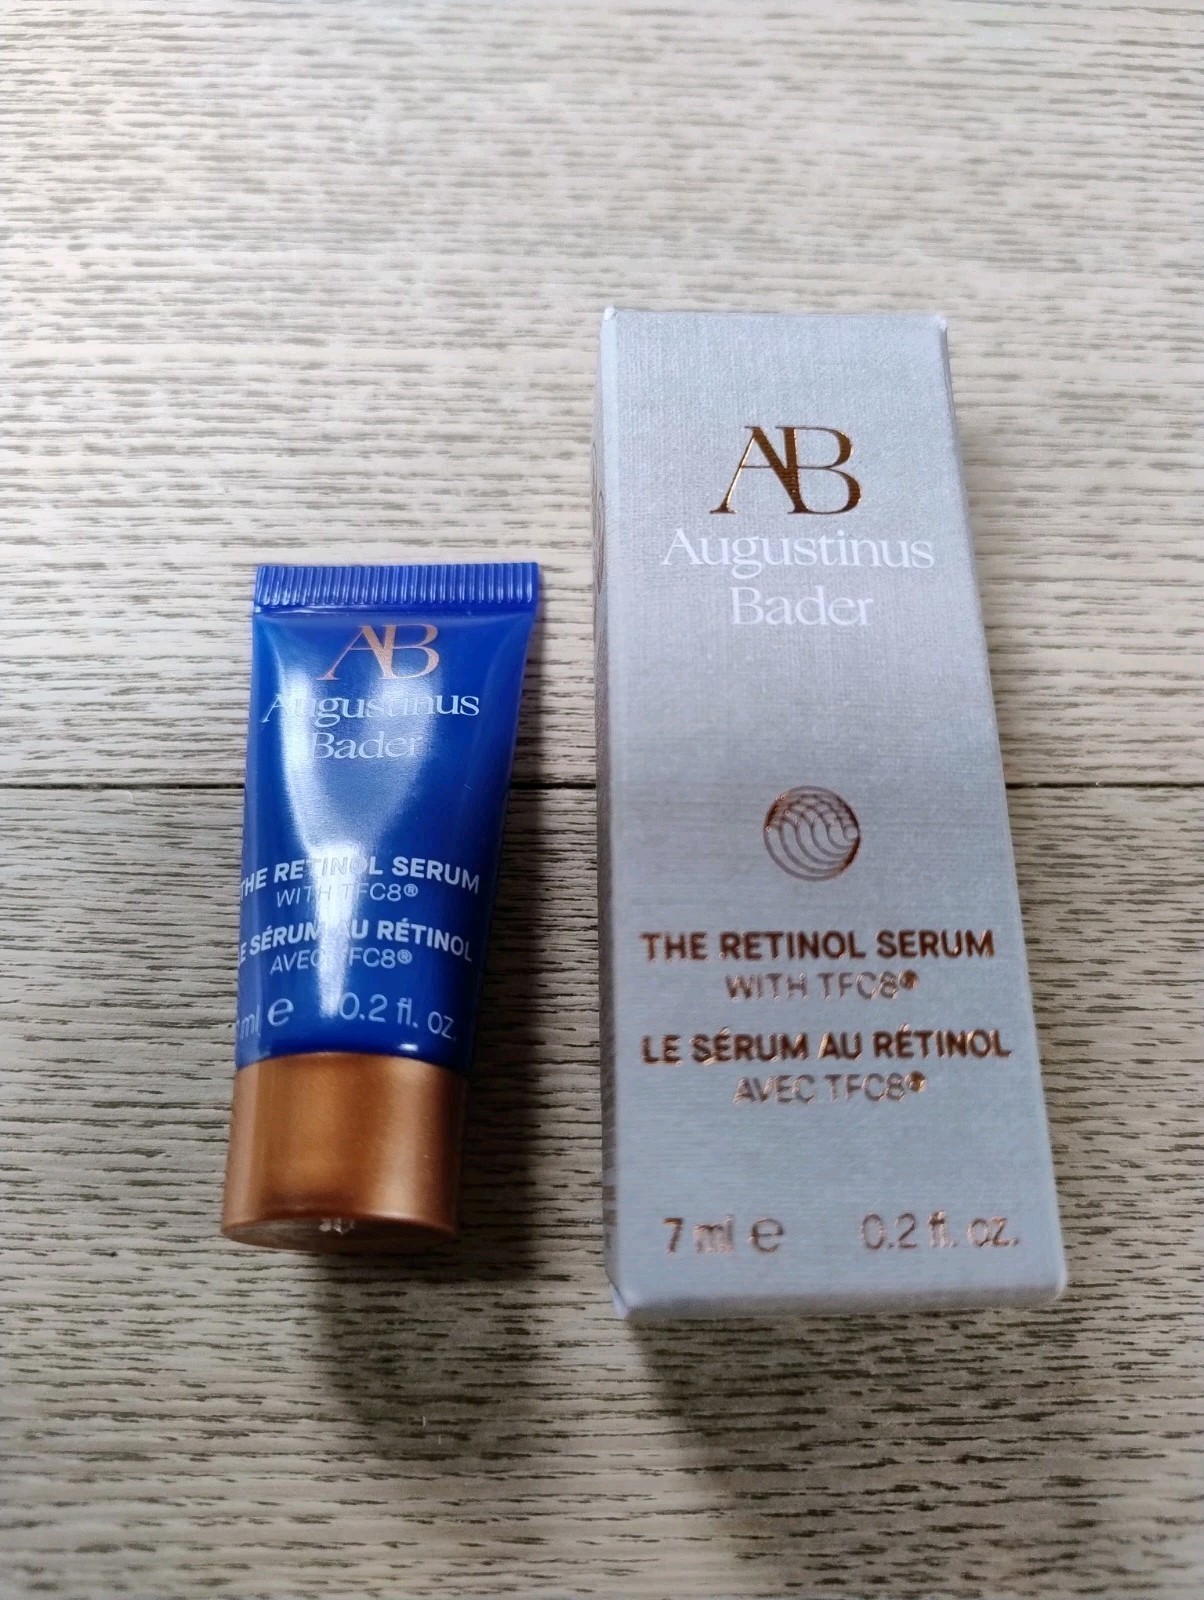 AB
Augustinus
Bader
THE RETINOL SERUM
WITH TFC8®
LE SÉRUM AU RÉTINOL
AVEC TFC8®
7 ml e 0.2 fl. oz.
AB
Augustinus
Bader
THE RETINOL SERUM
WITH TFC8®
LE SÉRUM AU RÉTINOL
AVEC TFC8®
7 ml e 0.2 fl. oz.